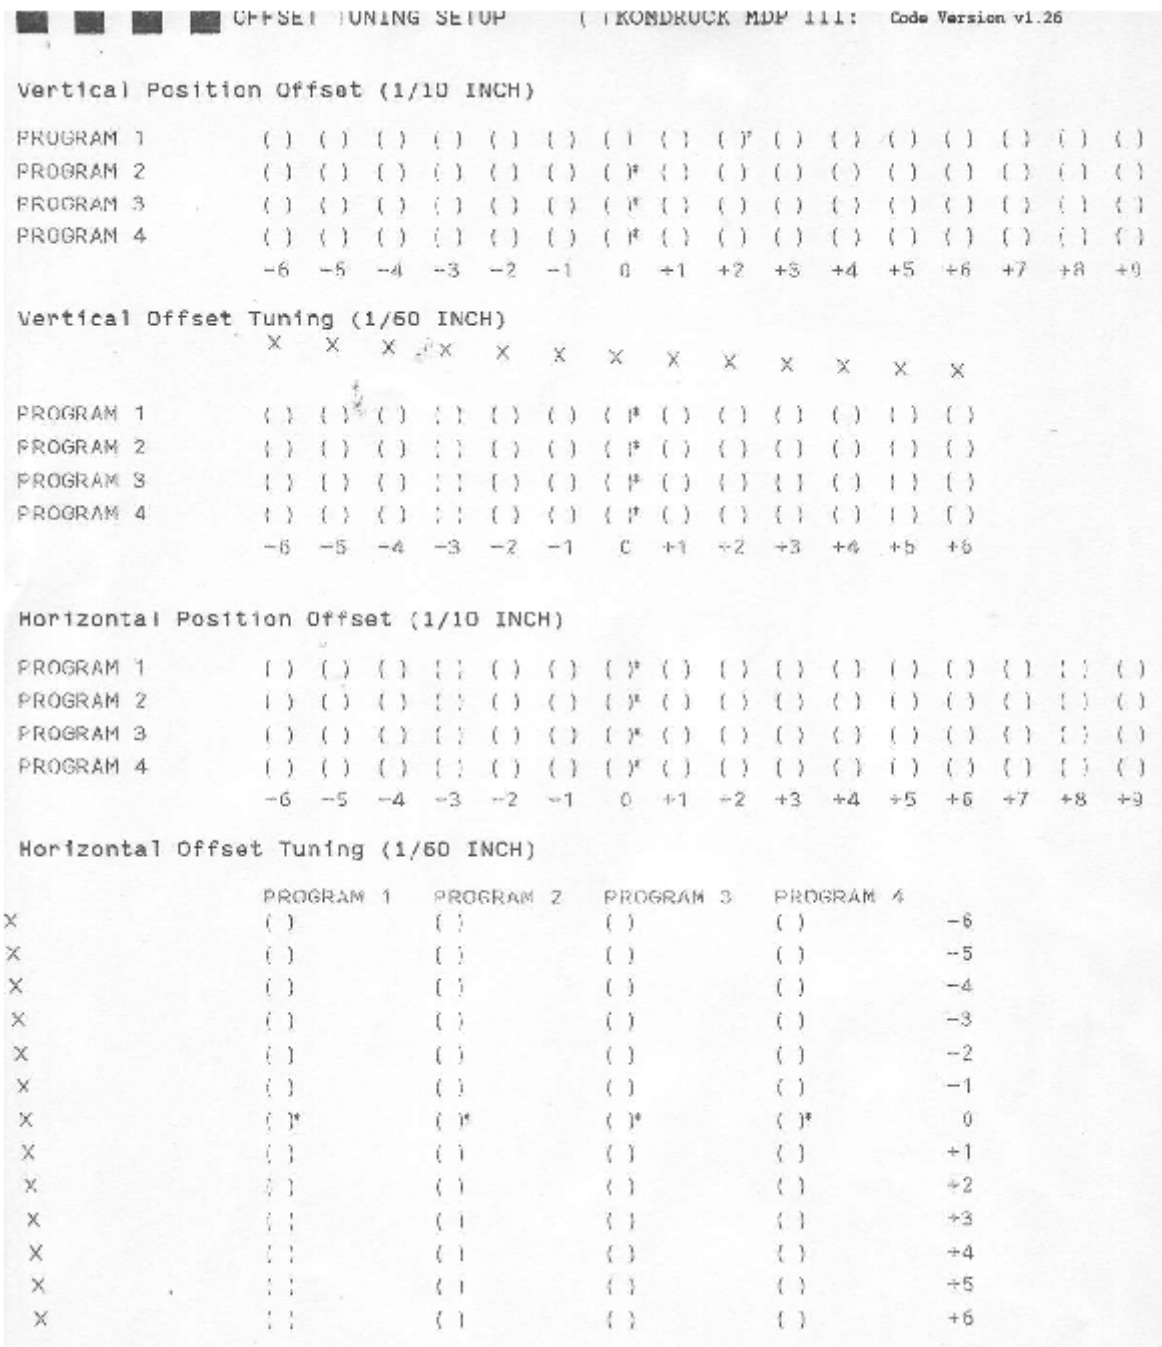 OFFSET TUNING SETUP ( ) KONDRUCK MDP III: Code Version v1.26
Vertical Position Offset (1/10 INCH)
PROGRAM 1 ( ) ( ) ( ) ( ) ( ) ( ) ( ) ( ) ( )* ( ) ( ) ( ) ( ) ( ) ( ) ( )
PROGRAM 2 ( ) ( ) ( ) ( ) ( ) ( ) ( )* ( ) ( ) ( ) ( ) ( ) ( ) ( ) ( ) ( )
PROGRAM 3 ( ) ( ) ( ) ( ) ( ) ( ) ( )* ( ) ( ) ( ) ( ) ( ) ( ) ( ) ( ) ( )
PROGRAM 4 ( ) ( ) ( ) ( ) ( ) ( ) ( )* ( ) ( ) ( ) ( ) ( ) ( ) ( ) ( ) ( )
-6 -5 -4 -3 -2 -1 0 +1 +2 +3 +4 +5 +6 +7 +8 +9
Vertical Offset Tuning (1/60 INCH)
X X X X X X X X X X X X X
PROGRAM 1 ( ) ( ) ( ) ( ) ( ) ( ) ( )* ( ) ( ) ( ) ( ) ( ) ( )
PROGRAM 2 ( ) ( ) ( ) ( ) ( ) ( ) ( )* ( ) ( ) ( ) ( ) ( ) ( )
PROGRAM 3 ( ) ( ) ( ) ( ) ( ) ( ) ( )* ( ) ( ) ( ) ( ) ( ) ( )
PROGRAM 4 ( ) ( ) ( ) ( ) ( ) ( ) ( )* ( ) ( ) ( ) ( ) ( ) ( )
-6 -5 -4 -3 -2 -1 0 +1 +2 +3 +4 +5 +6
Horizontal Position Offset (1/10 INCH)
PROGRAM 1 ( ) ( ) ( ) ( ) ( ) ( ) ( )* ( ) ( ) ( ) ( ) ( ) ( ) ( ) ( ) ( )
PROGRAM 2 ( ) ( ) ( ) ( ) ( ) ( ) ( )* ( ) ( ) ( ) ( ) ( ) ( ) ( ) ( ) ( )
PROGRAM 3 ( ) ( ) ( ) ( ) ( ) ( ) ( )* ( ) ( ) ( ) ( ) ( ) ( ) ( ) ( ) ( )
PROGRAM 4 ( ) ( ) ( ) ( ) ( ) ( ) ( )* ( ) ( ) ( ) ( ) ( ) ( ) ( ) ( ) ( )
-6 -5 -4 -3 -2 -1 0 +1 +2 +3 +4 +5 +6 +7 +8 +9
Horizontal Offset Tuning (1/60 INCH)
PROGRAM 1 PROGRAM 2 PROGRAM 3 PROGRAM 4
X ( ) ( ) ( ) ( ) -6
X ( ) ( ) ( ) ( ) -5
X ( ) ( ) ( ) ( ) -4
X ( ) ( ) ( ) ( ) -3
X ( ) ( ) ( ) ( ) -2
X ( ) ( ) ( ) ( ) -1
X ( )* ( )* ( )* ( )* 0
X ( ) ( ) ( ) ( ) +1
X ( ) ( ) ( ) ( ) +2
X ( ) ( ) ( ) ( ) +3
X ( ) ( ) ( ) ( ) +4
X ( ) ( ) ( ) ( ) +5
X ( ) ( ) ( ) ( ) +6